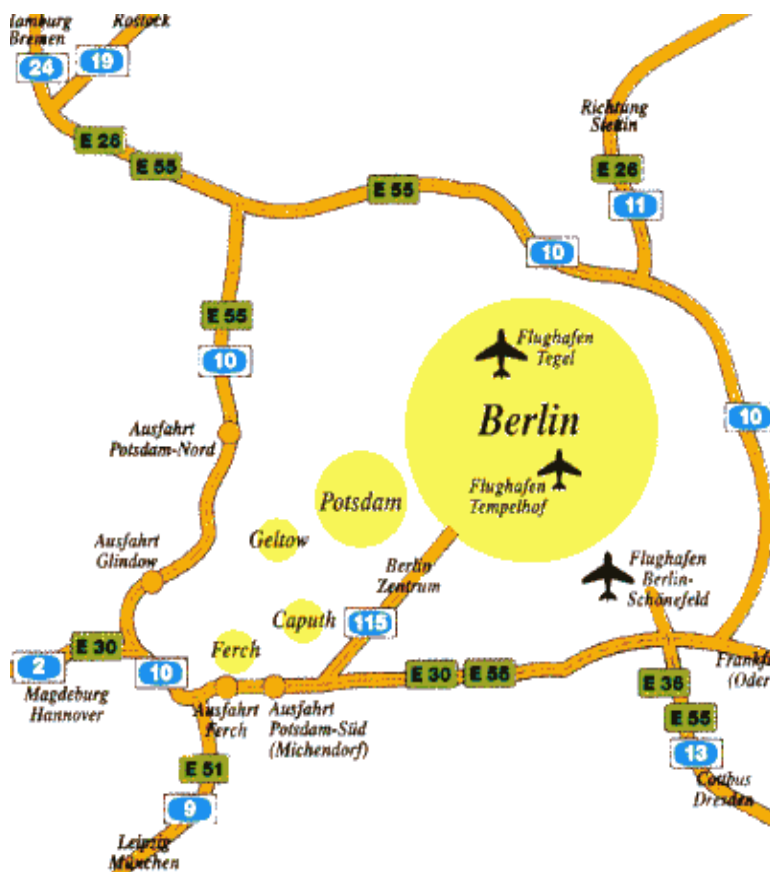 Hamburg
Bremen
Rostock
24
19
E 26
E 55
E 55
Richtung
Stettin
E 26
11
10
E 55
10
Flughafen
Tegel
Berlin
10
Ausfahrt
Potsdam-Nord
Flughafen
Tempelhof
Potsdam
Geltow
Ausfahrt
Glindow
Berlin
Zentrum
Flughafen
Berlin-
Schönefeld
Caputh
115
Ferch
E 30
2
10
Magdeburg
Hannover
E 30
E 55
Frankfu
(Oder
E 36
E 55
13
Ausfahrt
Ferch
Ausfahrt
Potsdam-Süd
(Michendorf)
E 51
9
Cottbus
Dresden
Leipzig
München